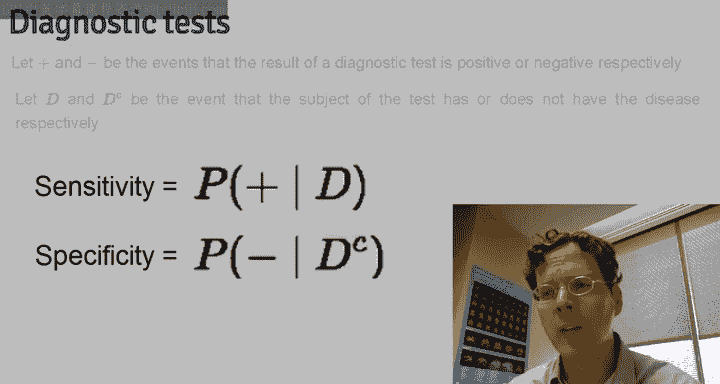 Diagnostic tests
Let + and − be the events that the result of a diagnostic test is positive or negative respectively
Let D and Dᶜ be the event that the subject of the test has or does not have the disease
respectively
Sensitivity = P(+ | D)
Specificity = P(− | Dᶜ)